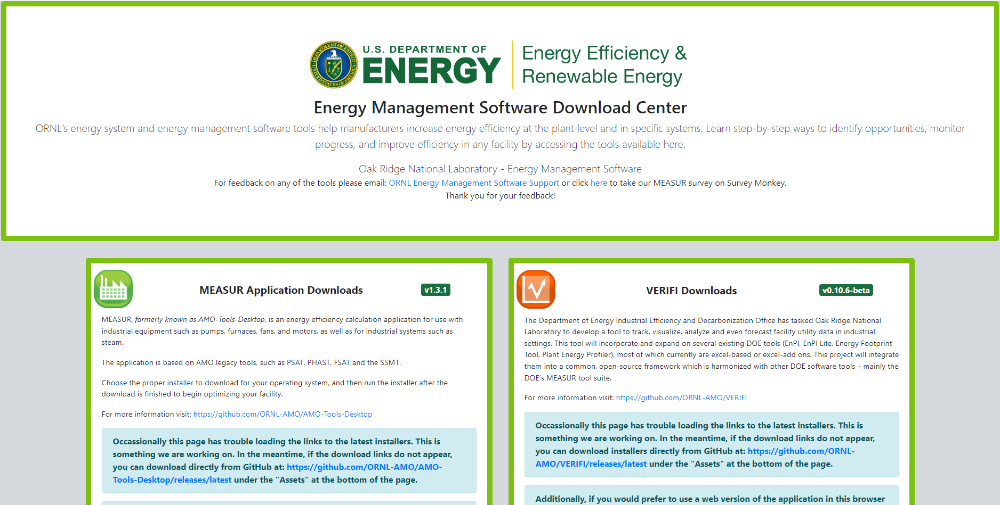 U.S. DEPARTMENT OF
ENERGY
Energy Efficiency &
Renewable Energy
Energy Management Software Download Center
ORNL's energy system and energy management software tools help manufacturers increase energy efficiency at the plant-level and in specific systems. Learn step-by-step ways to identify opportunities, monitor
progress, and improve efficiency in any facility by accessing the tools available here.
Oak Ridge National Laboratory - Energy Management Software
For feedback on any of the tools please email: ORNL Energy Management Software Support or click here to take our MEASUR survey on Survey Monkey.
Thank you for your feedback!
MEASUR Application Downloads
v1.3.1
MEASUR, formerly known as AMO-Tools-Desktop, is an energy efficiency calculation application for use with
industrial equipment such as pumps, furnaces, fans, and motors, as well as for industrial systems such as
steam.
The application is based on AMO legacy tools, such as PSAT, PHAST, FSAT and the SSMT.
Choose the proper installer to download for your operating system, and then run the installer after the
download is finished to begin optimizing your facility.
For more information visit: https://github.com/ORNL-AMO/AMO-Tools-Desktop
Occassionally this page has trouble loading the links to the latest installers. This is
something we are working on. In the meantime, if the download links do not appear,
you can download directly from GitHub at: https://github.com/ORNL-AMO/AMO-
Tools-Desktop/releases/latest under the "Assets" at the bottom of the page.
VERIFI Downloads
v0.10.6-beta
The Department of Energy Industrial Efficiency and Decarbonization Office has tasked Oak Ridge National
Laboratory to develop a tool to track, visualize, analyze and even forecast facility utility data in industrial
settings. This tool will incorporate and expand on several existing DOE tools (EnPI, EnPI Lite, Energy Footprint
Tool, Plant Energy Profiler), most of which currently are excel-based or excel-add ons. This project will integrate
them into a common, open-source framework which is harmonized with other DOE software tools – mainly the
DOE’s MEASUR tool suite.
For more information visit: https://github.com/ORNL-AMO/VERIFI
Occassionally this page has trouble loading the links to the latest installers. This is
something we are working on. In the meantime, if the download links do not appear,
you can download installers directly from GitHub at: https://github.com/ORNL-
AMO/VERIFI/releases/latest under the "Assets" at the bottom of the page.
Additionally, if you would prefer to use a web version of the application in this browser